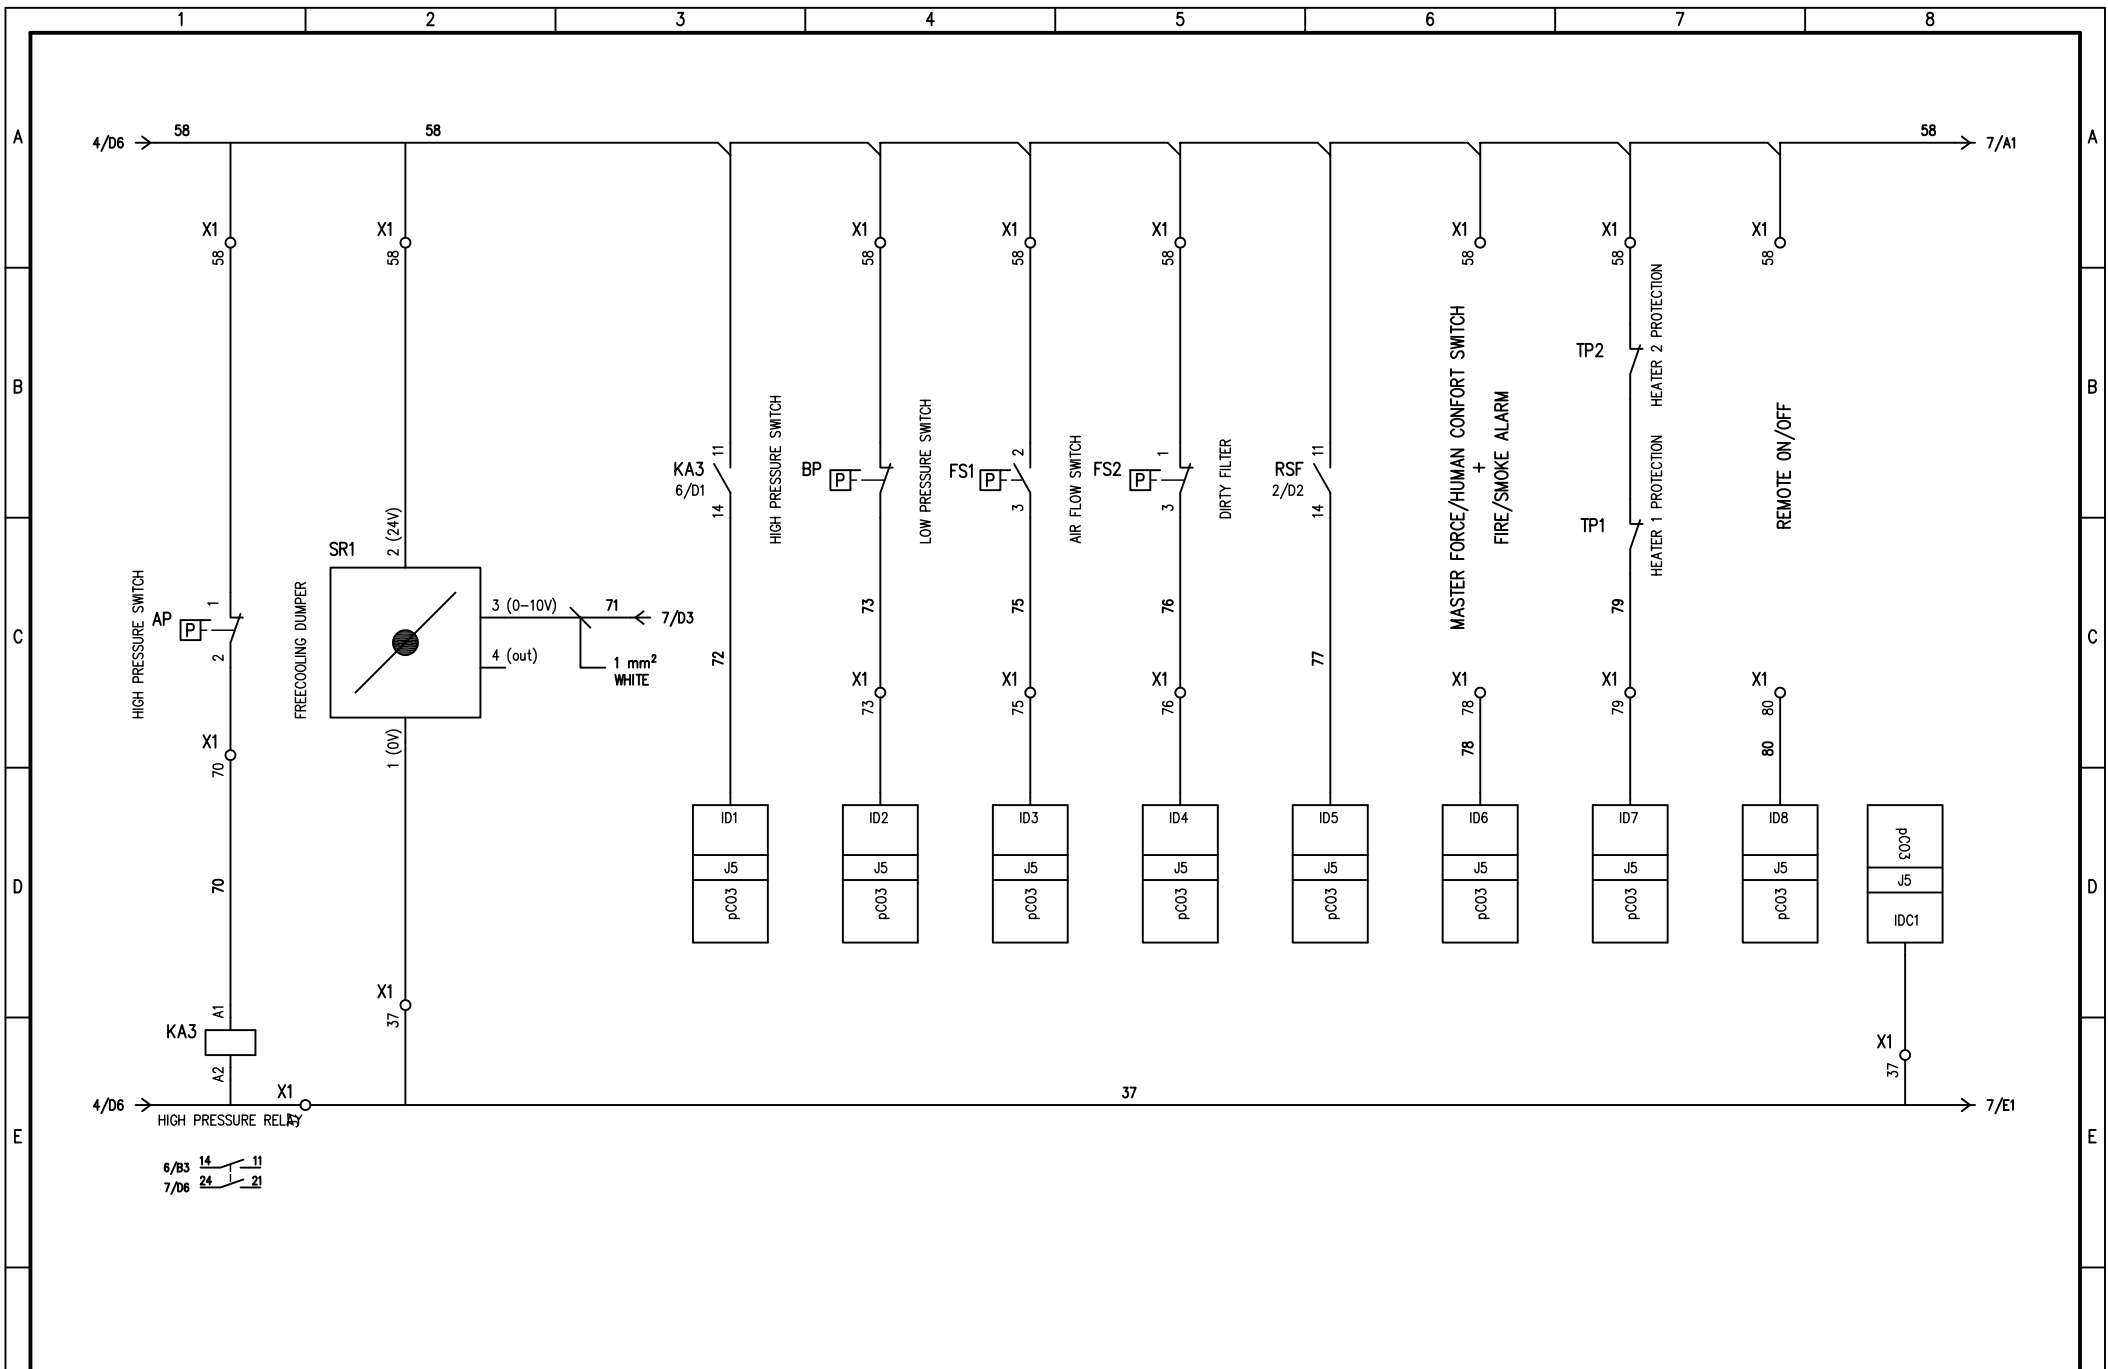 1 2 3 4 5 6 7 8
A A
4/D6 58 58 58 7/A1
X1 X1 X1 X1 X1 X1 X1 X1
58 58 58 58 58 58 58 58
B B
HIGH PRESSURE SWITCH
AP
1
2
X1
70
70
A1
KA3
A2
HIGH PRESSURE RELAY
6/B3 14 11
7/D6 24 21
FREECOOLING DUMPER
SR1
2 (24V)
3 (0-10V) 71 7/D3
4 (out)
1 mm²
WHITE
1 (0V)
X1
37
KA3
6/D1
11
14
HIGH PRESSURE SWITCH
72
ID1
J5
pCO3
BP
LOW PRESSURE SWITCH
73
X1
73
ID2
J5
pCO3
FS1
P
2
3
AIR FLOW SWITCH
75
X1
75
ID3
J5
pCO3
FS2
P
1
3
DIRTY FILTER
76
X1
76
ID4
J5
pCO3
RSF
2/D2
11
14
77
ID5
J5
pCO3
MASTER FORCE/HUMAN CONFORT SWITCH
+
FIRE/SMOKE ALARM
X1
78
78
ID6
J5
pCO3
TP2
HEATER 2 PROTECTION
TP1
HEATER 1 PROTECTION
79
X1
79
ID7
J5
pCO3
REMOTE ON/OFF
X1
80
80
ID8
J5
pCO3
pCO3
J5
IDC1
X1
37
P
P
C C
D D
4/D6 X1 37 37 7/E1
E E